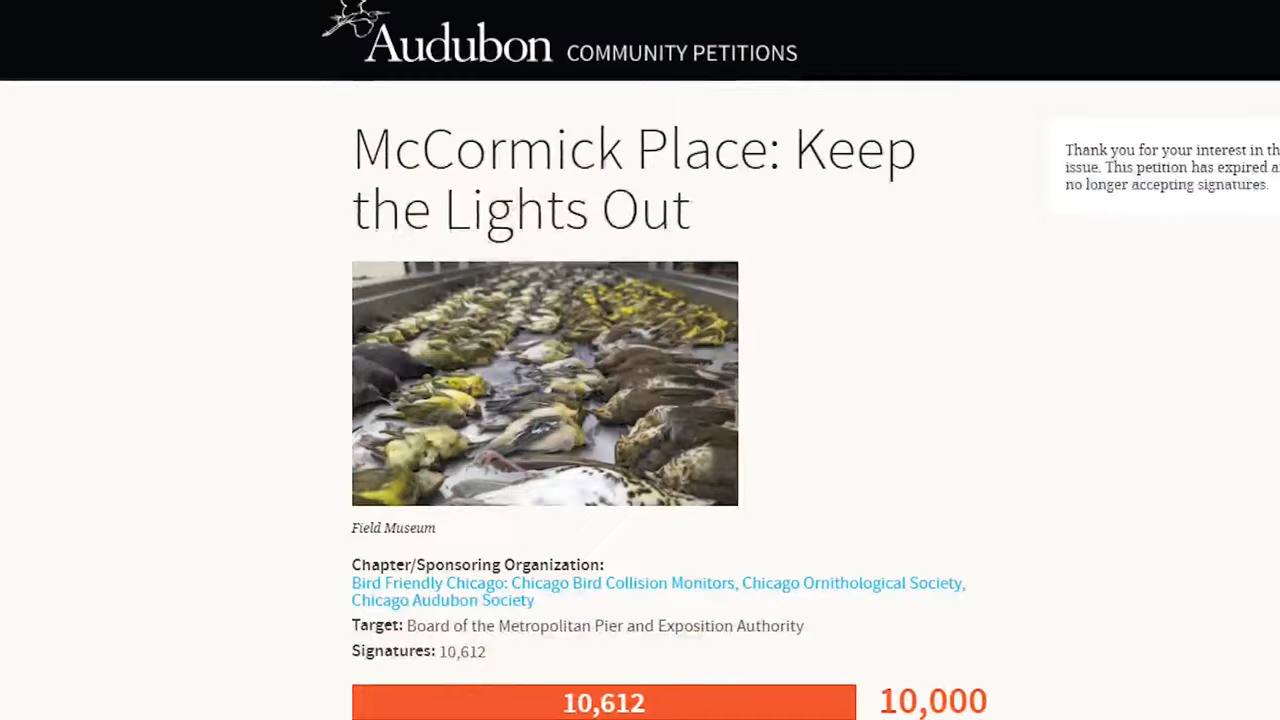 Audubon COMMUNITY PETITIONS
McCormick Place: Keep
the Lights Out
Thank you for your interest in th
issue. This petition has expired a
no longer accepting signatures.
Field Museum
Chapter/Sponsoring Organization:
Bird Friendly Chicago: Chicago Bird Collision Monitors, Chicago Ornithological Society,
Chicago Audubon Society
Target: Board of the Metropolitan Pier and Exposition Authority
Signatures: 10,612
10,612 10,000